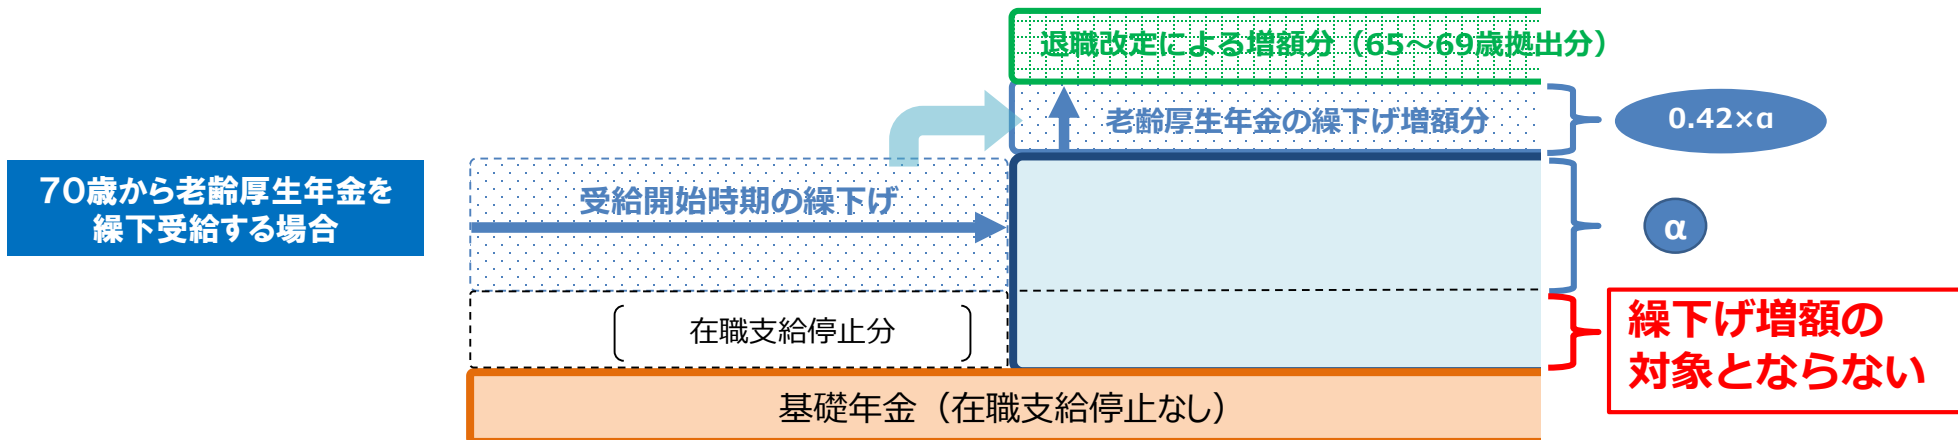 退職改定による増額分（65～69歳拠出分）
老齢厚生年金の繰下げ増額分
0.42×α
70歳から老齢厚生年金を
繰下受給する場合
受給開始時期の繰下げ
α
在職支給停止分
繰下げ増額の
対象とならない
基礎年金（在職支給停止なし）